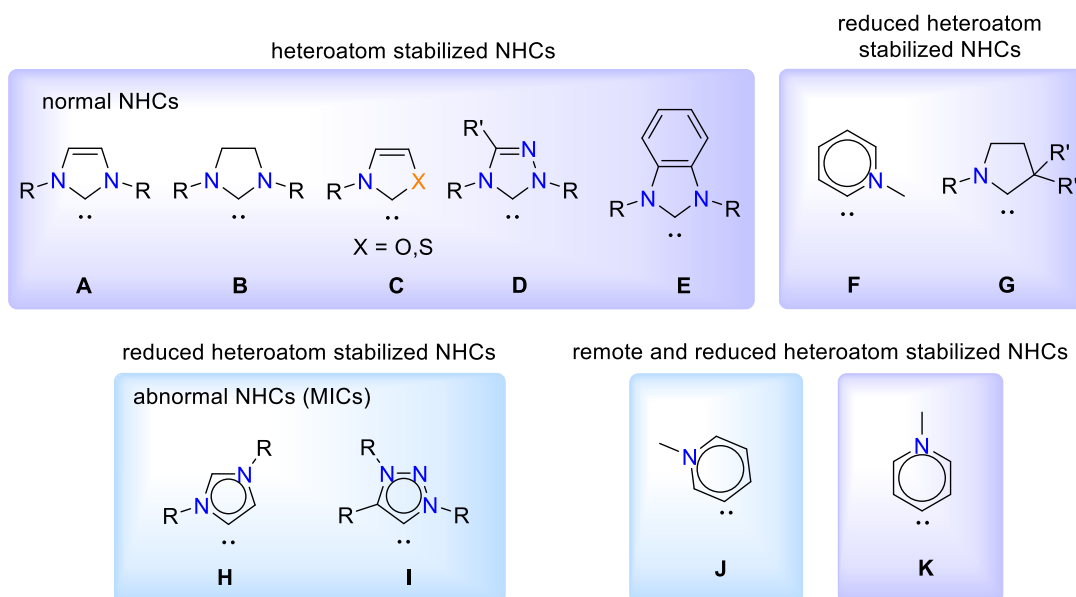 heteroatom stabilized NHCs
reduced heteroatom
stabilized NHCs
normal NHCs
R N N R
R N N R
R N X
X = O,S
R' N R N N R
R N N R
N
R N R' R'
A B C D E F G
reduced heteroatom stabilized NHCs
remote and reduced heteroatom stabilized NHCs
abnormal NHCs (MICs)
R N N R
R N N N R R
N
N
H I J K